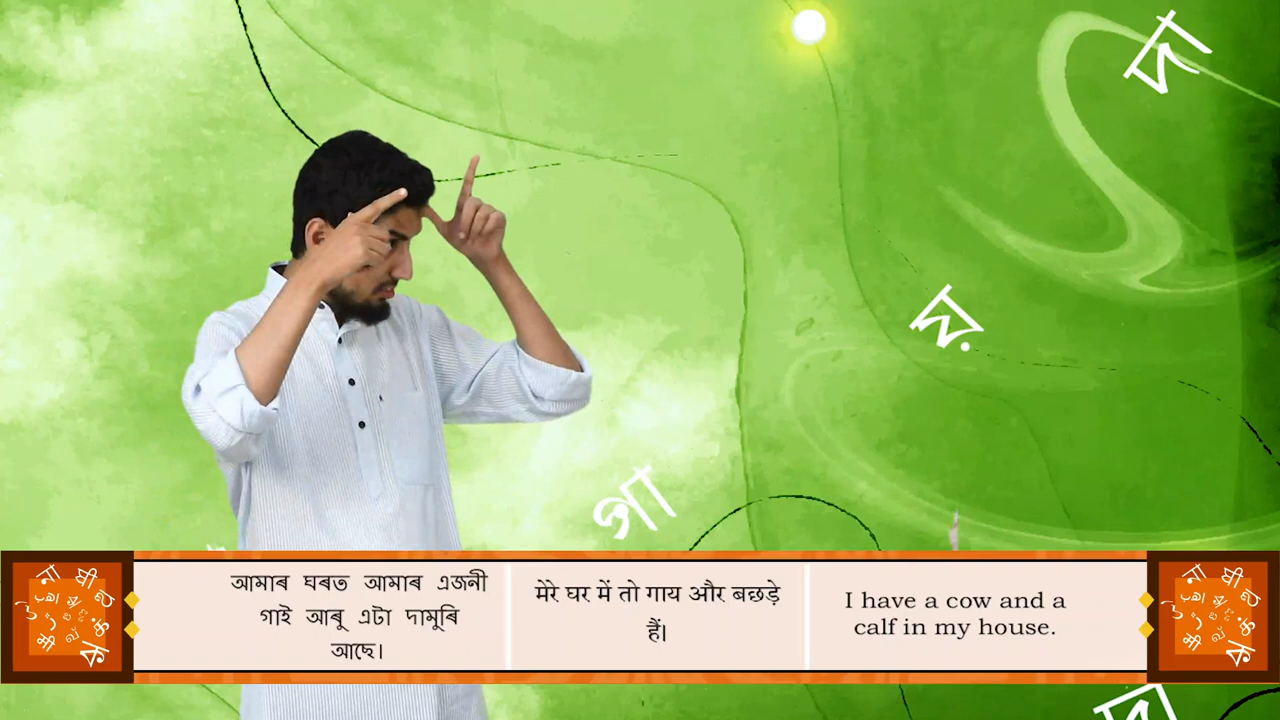 দা
য়
গা
আমাৰ ঘৰত আমাৰ এজনী
গাই আৰু এটা দামুৰি
আছে।
मेरे घर में तो गाय और बछड़े
हैं।
I have a cow and a
calf in my house.